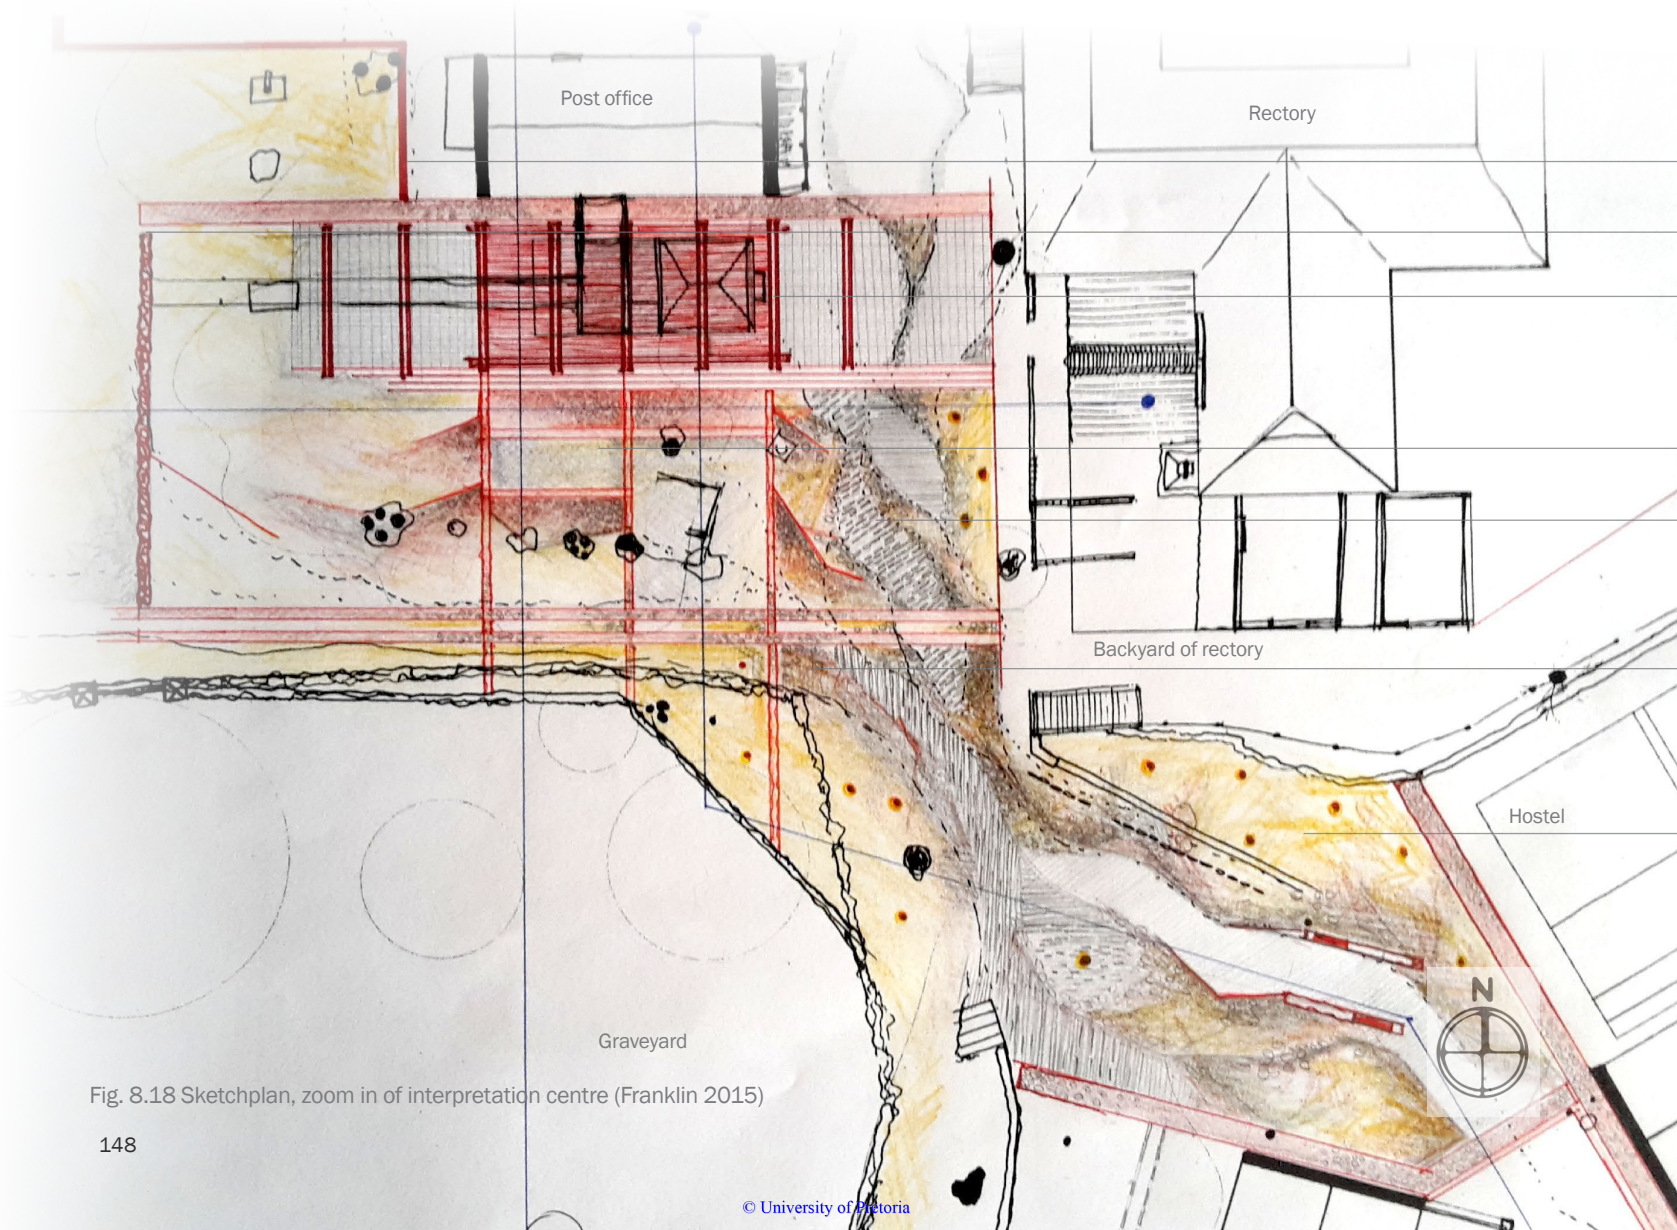 Post office
Rectory
Backyard of rectory
Hostel
N
Graveyard
Fig. 8.18 Sketchplan, zoom in of interpretation centre (Franklin 2015)
148
© University of Pretoria